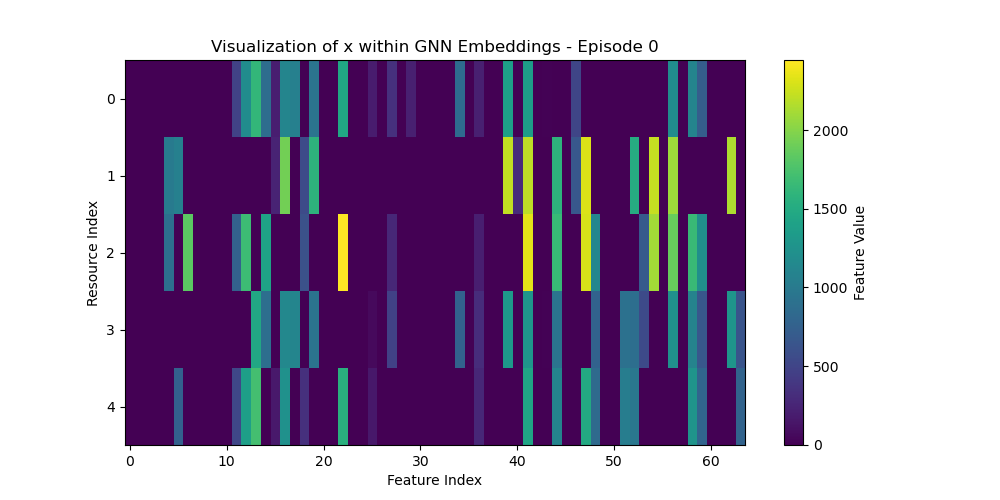 Visualization of x within GNN Embeddings - Episode 0
Resource Index
0
1
2
3
4
0 10 20 30 40 50 60
Feature Index
2000
1500
1000
500
0
Feature Value